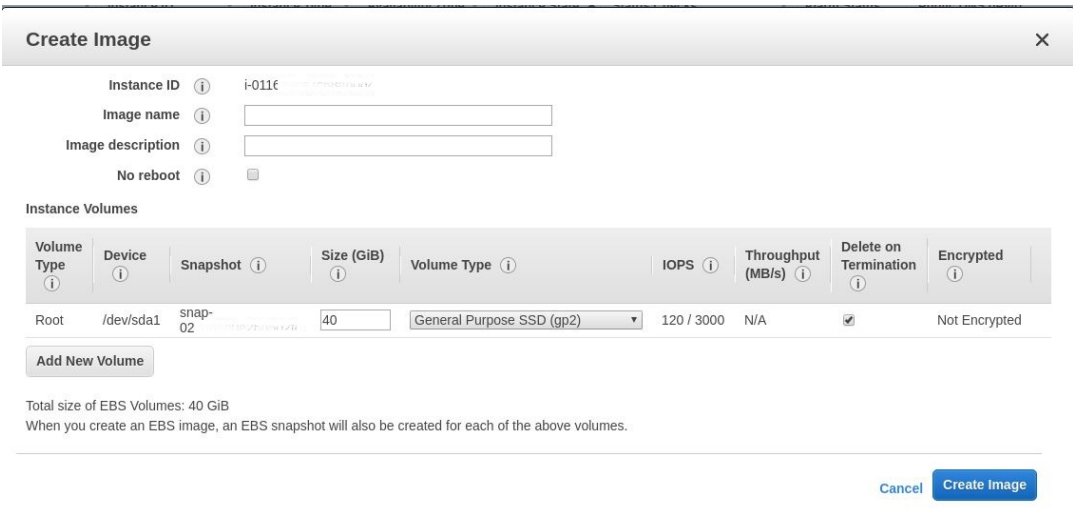 Create Image
Instance ID i-0116
Image name
Image description
No reboot
Instance Volumes
Volume Type Device Snapshot Size (GiB) Volume Type IOPS Throughput (MB/s) Delete on Termination Encrypted
Root /dev/sda1 snap-02 40 General Purpose SSD (gp2) 120 / 3000 N/A Not Encrypted
Add New Volume
Total size of EBS Volumes: 40 GiB
When you create an EBS image, an EBS snapshot will also be created for each of the above volumes.
Cancel Create Image